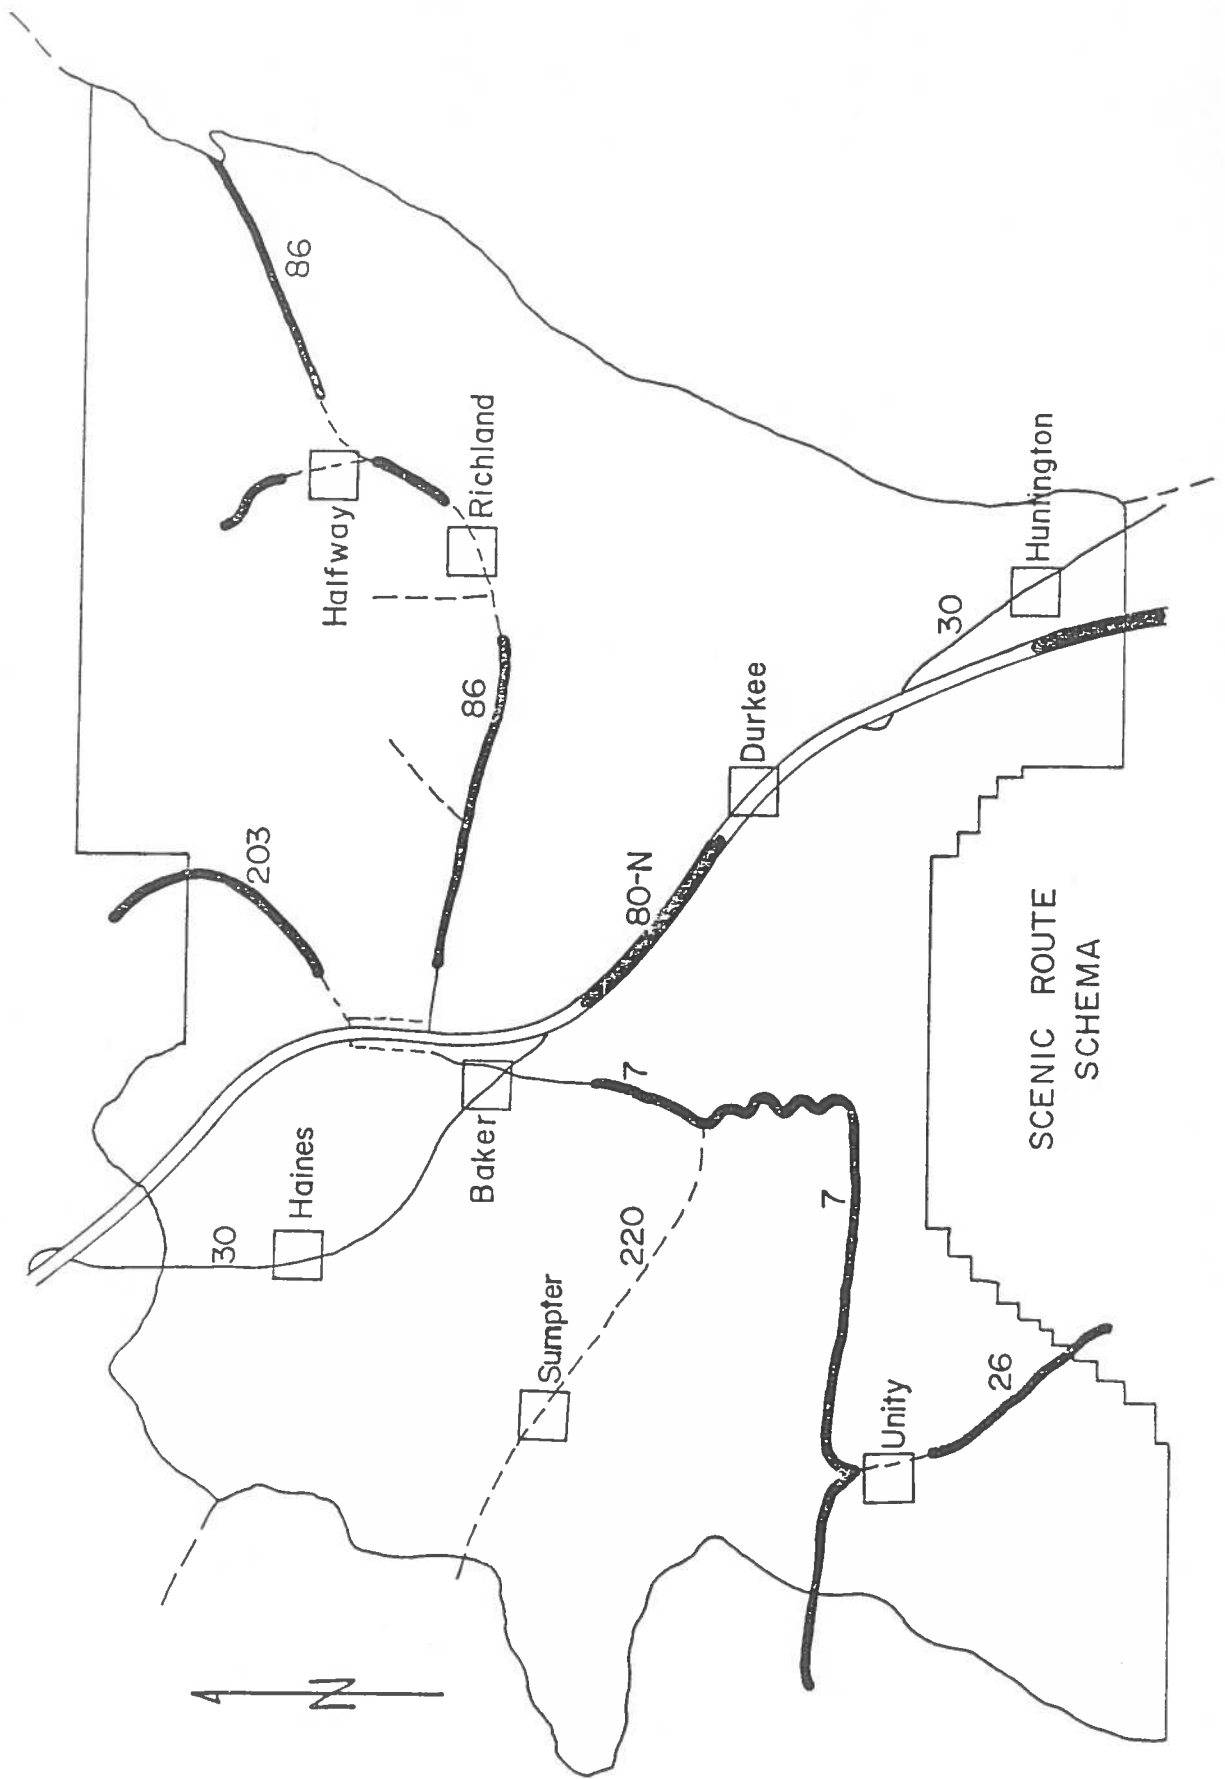 86
Halfway
Richland
86
203
Hunington
30
Durkee
80-N
7
Baker
Haines
30
220
Sumpter
7
26
Unity
SCENIC ROUTE
SCHEMA
N